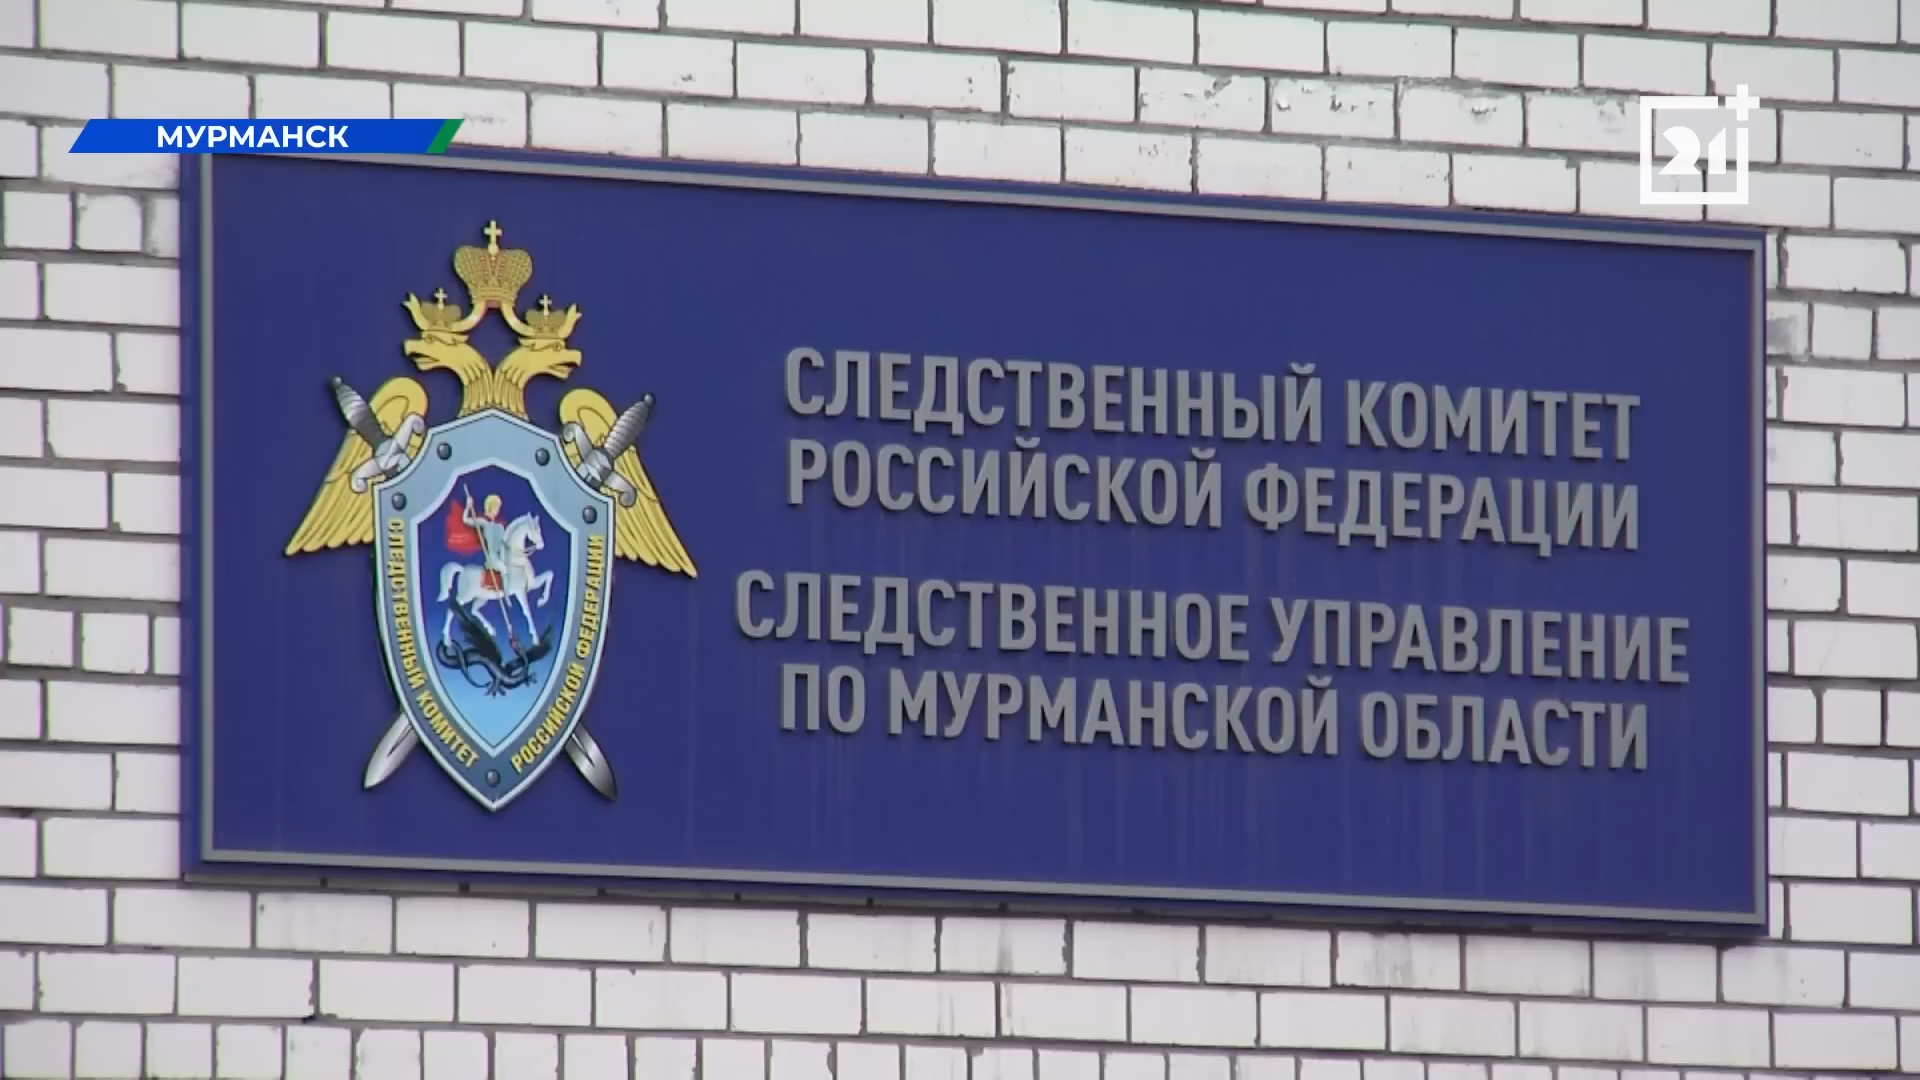 МУРМАНСК
21+
СЛЕДСТВЕННЫЙ КОМИТЕТ
РОССИЙСКОЙ ФЕДЕРАЦИИ
СЛЕДСТВЕННОЕ УПРАВЛЕНИЕ
ПО МУРМАНСКОЙ ОБЛАСТИ
СЛЕДСТВЕННЫЙ КОМИТЕТ
РОССИЙСКОЙ ФЕДЕРАЦИИ